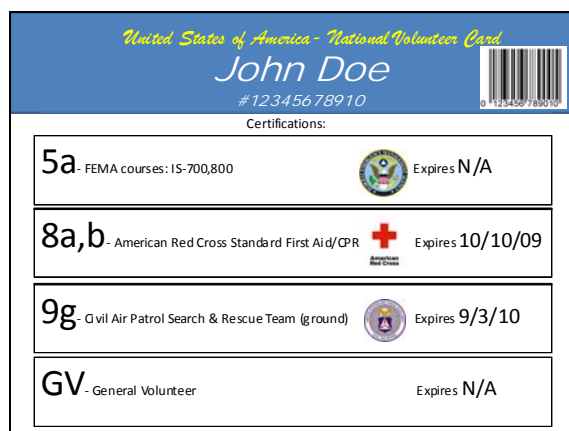 United States of America - National Volunteer Card
John Doe
#12345678910
0 123456 789010
Certifications:
5a- FEMA courses: IS-700,800 Expires N/A
8a,b- American Red Cross Standard First Aid/CPR Expires 10/10/09
American
Red Cross
9g- Civil Air Patrol Search & Rescue Team (ground) Expires 9/3/10
GV- General Volunteer Expires N/A